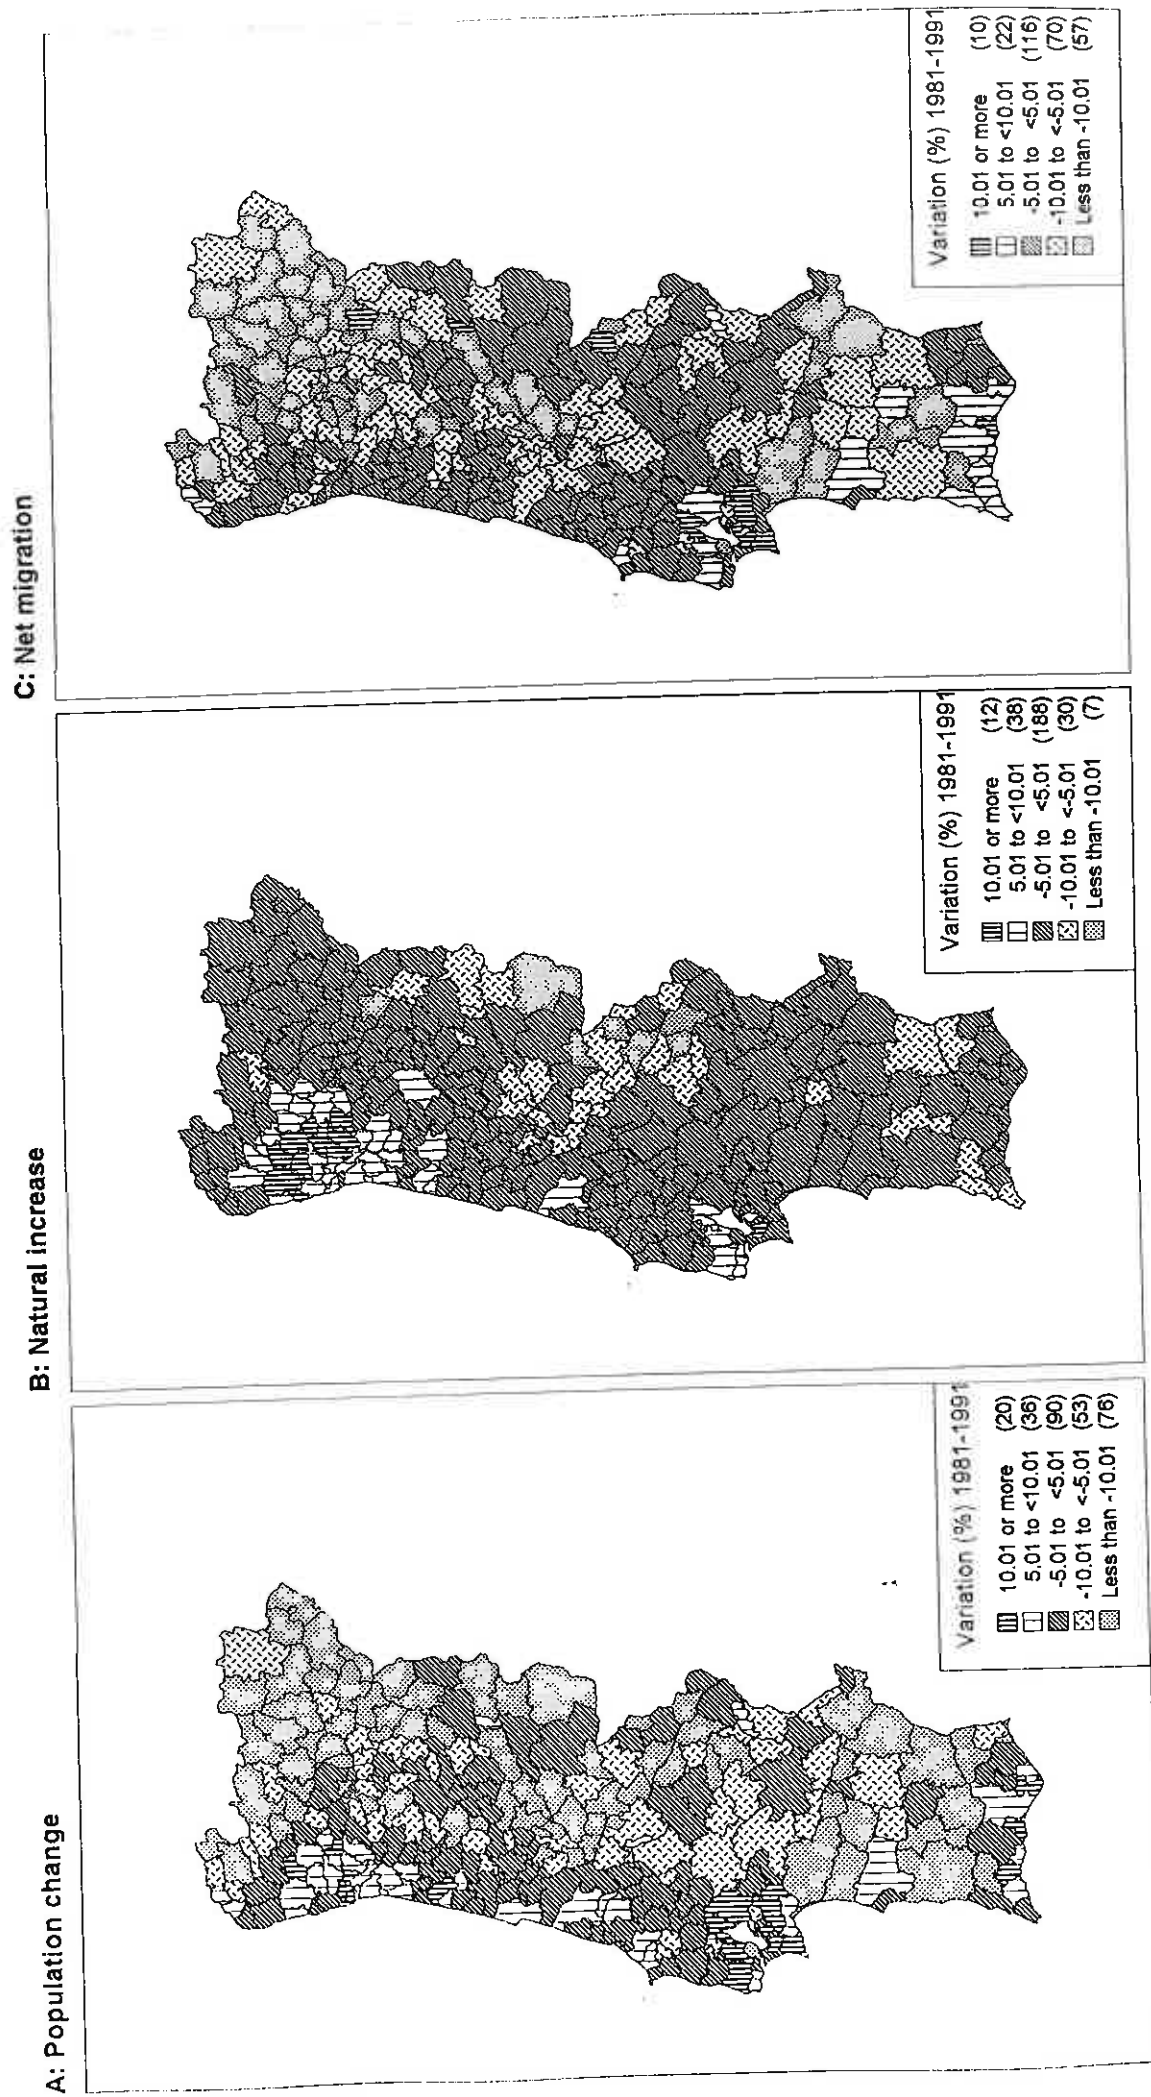 A: Population change
Variation (%) 1981-1991
10.01 or more (20)
5.01 to <10.01 (36)
-5.01 to <5.01 (90)
-10.01 to <-5.01 (53)
Less than -10.01 (76)
B: Natural increase
Variation (%) 1981-1991
10.01 or more (12)
5.01 to <10.01 (38)
-5.01 to <5.01 (188)
-10.01 to <-5.01 (30)
Less than -10.01 (7)
C: Net migration
Variation (%) 1981-1991
10.01 or more (10)
5.01 to <10.01 (22)
-5.01 to <5.01 (116)
-10.01 to <-5.01 (70)
Less than -10.01 (57)